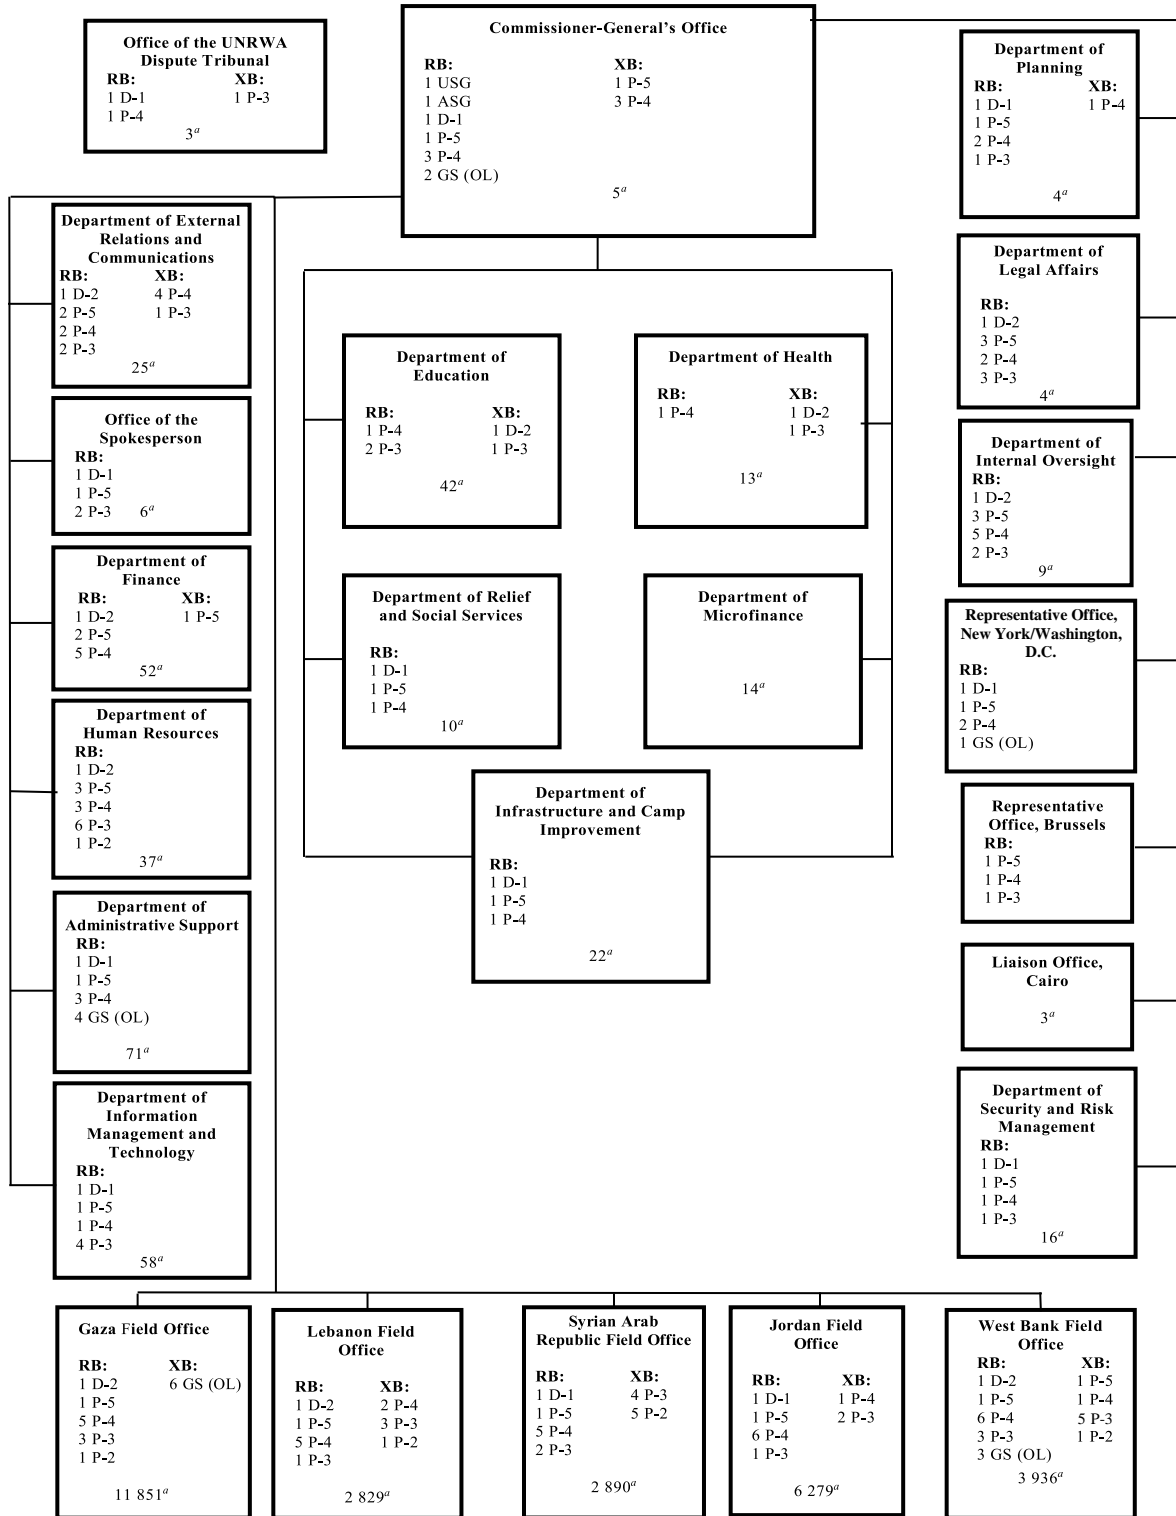 Office of the UNRWA
Dispute Tribunal
RB: XB:
1 D-1 1 P-3
1 P-4
3a
Commissioner-General’s Office
RB: XB:
1 USG 1 P-5
1 ASG 3 P-4
1 D-1
1 P-5
3 P-4
2 GS (OL)
5a
Department of
Planning
RB: XB:
1 D-1 1 P-4
1 P-5
2 P-4
1 P-3
4a
Department of External
Relations and
Communications
RB: XB:
1 D-2 4 P-4
2 P-5 1 P-3
2 P-4
2 P-3
25a
Department of
Legal Affairs
RB:
1 D-2
3 P-5
2 P-4
3 P-3
4a
Department of
Education
RB: XB:
1 P-4 1 D-2
2 P-3 1 P-3
42a
Department of Health
RB: XB:
1 P-4 1 D-2
1 P-3
13a
Office of the
Spokesperson
RB:
1 D-1
1 P-5
2 P-3 6a
Department of
Internal Oversight
RB:
1 D-2
3 P-5
5 P-4
2 P-3
9a
Department of
Finance
RB: XB:
1 D-2 1 P-5
2 P-5
5 P-4
52a
Department of Relief
and Social Services
RB:
1 D-1
1 P-5
1 P-4
10a
Department of
Microfinance
14a
Representative Office,
New York/Washington,
D.C.
RB:
1 D-1
1 P-5
2 P-4
1 GS (OL)
Department of
Human Resources
RB:
1 D-2
3 P-5
3 P-4
6 P-3
1 P-2
37a
Department of
Infrastructure and Camp
Improvement
RB:
1 D-1
1 P-5
1 P-4
22a
Representative
Office, Brussels
RB:
1 P-5
1 P-4
1 P-3
Department of
Administrative Support
RB:
1 D-1
1 P-5
3 P-4
4 GS (OL)
71a
Liaison Office,
Cairo
3a
Department of
Information
Management and
Technology
RB:
1 D-1
1 P-5
1 P-4
4 P-3
58a
Department of
Security and Risk
Management
RB:
1 D-1
1 P-5
1 P-4
1 P-3
16a
Gaza Field Office
RB: XB:
1 D-2 6 GS (OL)
1 P-5
5 P-4
3 P-3
1 P-2
11 851a
Lebanon Field
Office
RB: XB:
1 D-2 2 P-4
1 P-5 3 P-3
5 P-4 1 P-2
1 P-3
2 829a
Syrian Arab
Republic Field Office
RB: XB:
1 D-1 4 P-3
1 P-5 5 P-2
5 P-4
2 P-3
2 890a
Jordan Field
Office
RB: XB:
1 D-1 1 P-4
1 P-5 2 P-3
6 P-4
1 P-3
6 279a
West Bank Field
Office
RB: XB:
1 D-2 1 P-5
1 P-5 1 P-4
6 P-4 5 P-3
3 P-3 1 P-2
3 GS (OL)
3 936a